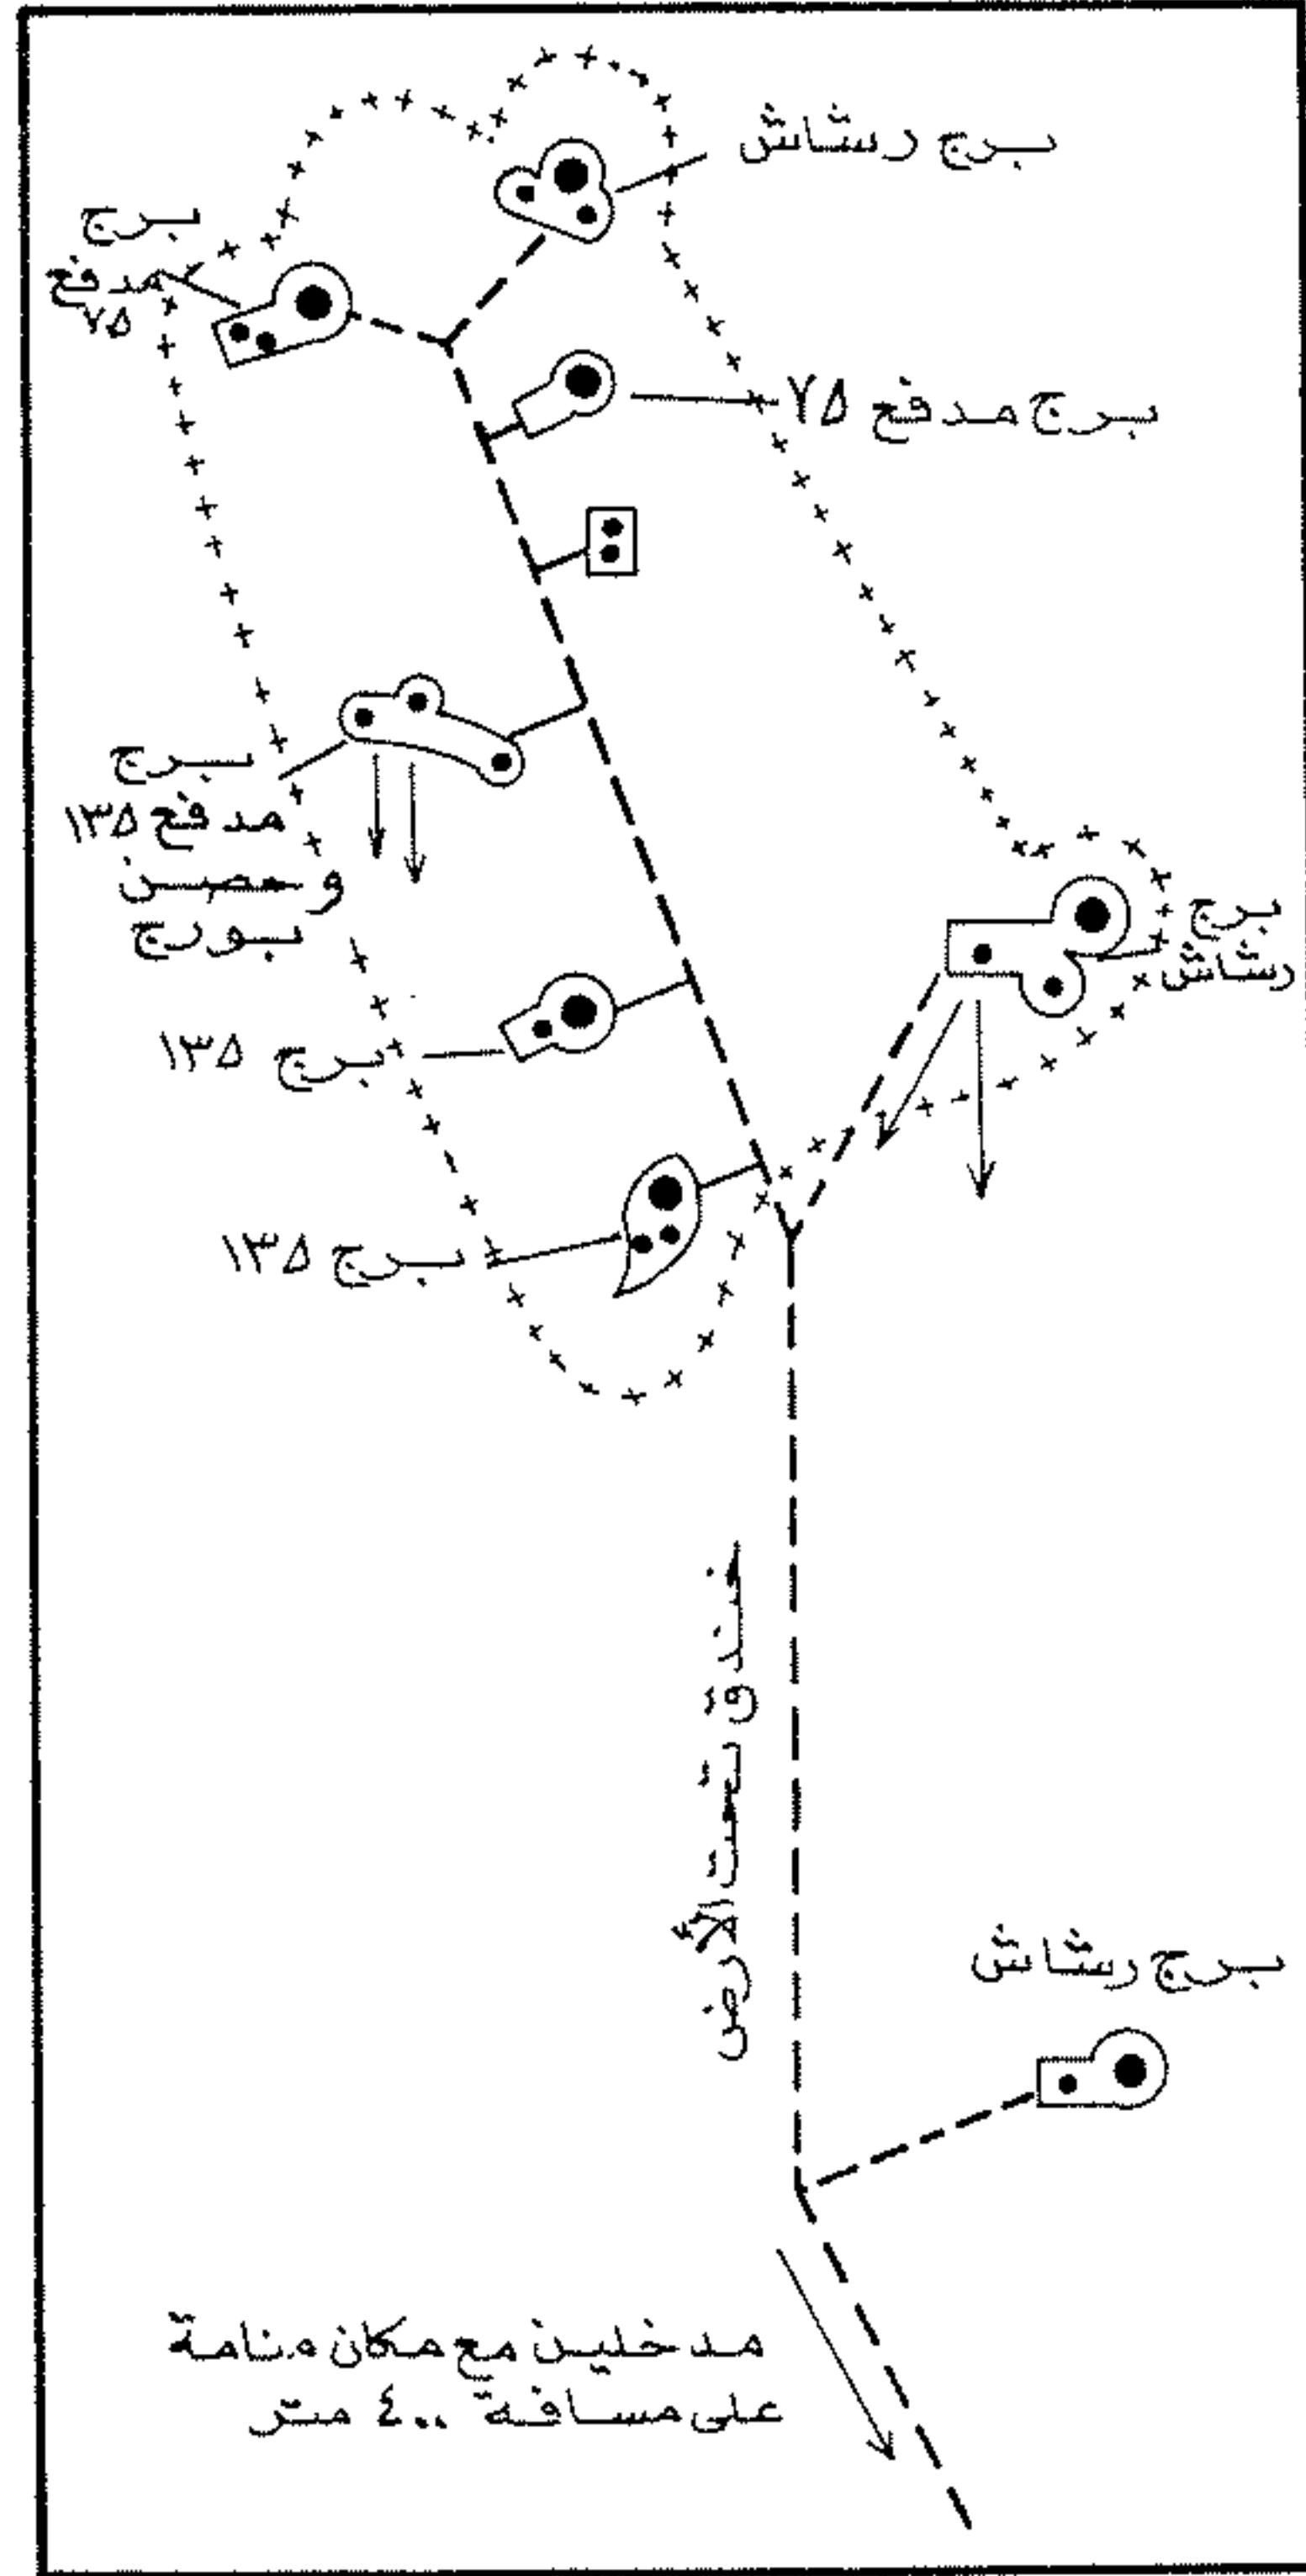 برج رشاش
برج
مدفع
٧٥
برج مدفع ٧٥
برج
مدفع ١٣٥
وحصن
بورج
برج
رشاش
برج ١٣٥
برج ١٣٥
خندق تحت الأرض
برج رشاش
مدخلين مع مكان منامة
على مسافة ٤٠٠ متر